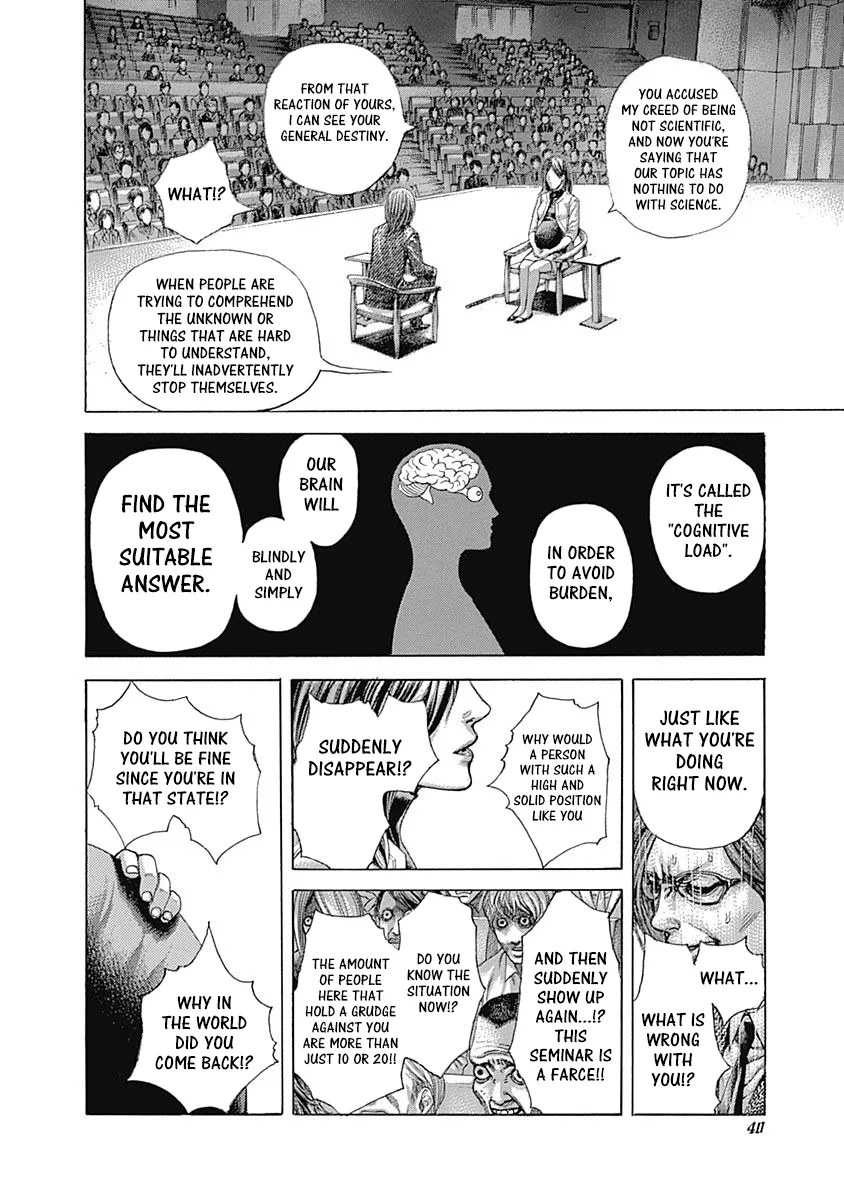 YOU ACCUSED
MY CREED OF BEING
NOT SCIENTIFIC,
AND NOW YOU'RE
SAYING THAT
OUR TOPIC HAS
NOTHING TO DO
WITH SCIENCE.
FROM THAT
REACTION OF YOURS,
I CAN SEE YOUR
GENERAL DESTINY.
WHAT!?
WHEN PEOPLE ARE
TRYING TO COMPREHEND
THE UNKNOWN OR
THINGS THAT ARE HARD
TO UNDERSTAND,
THEY'LL INADVERTENTLY
STOP THEMSELVES.
IT'S CALLED
THE
"COGNITIVE
LOAD".
IN ORDER
TO AVOID
BURDEN,
OUR
BRAIN
WILL
BLINDLY
AND
SIMPLY
FIND THE
MOST
SUITABLE
ANSWER.
JUST LIKE
WHAT YOU'RE
DOING
RIGHT NOW.
WHAT...
WHAT IS
WRONG
WITH
YOU!?
WHY WOULD
A PERSON
WITH SUCH A
HIGH AND
SOLID POSITION
LIKE YOU
SUDDENLY
DISAPPEAR!?
AND THEN
SUDDENLY
SHOW UP
AGAIN...!?
THIS
SEMINAR IS
A FARCE!!
DO YOU
KNOW THE
SITUATION
NOW!?
THE AMOUNT
OF PEOPLE
HERE THAT
HOLD A GRUDGE
AGAINST YOU
ARE MORE THAN
JUST 10 OR 20!!
DO YOU THINK
YOU'LL BE FINE
SINCE YOU'RE IN
THAT STATE!?
WHY IN
THE WORLD
DID YOU
COME BACK!?